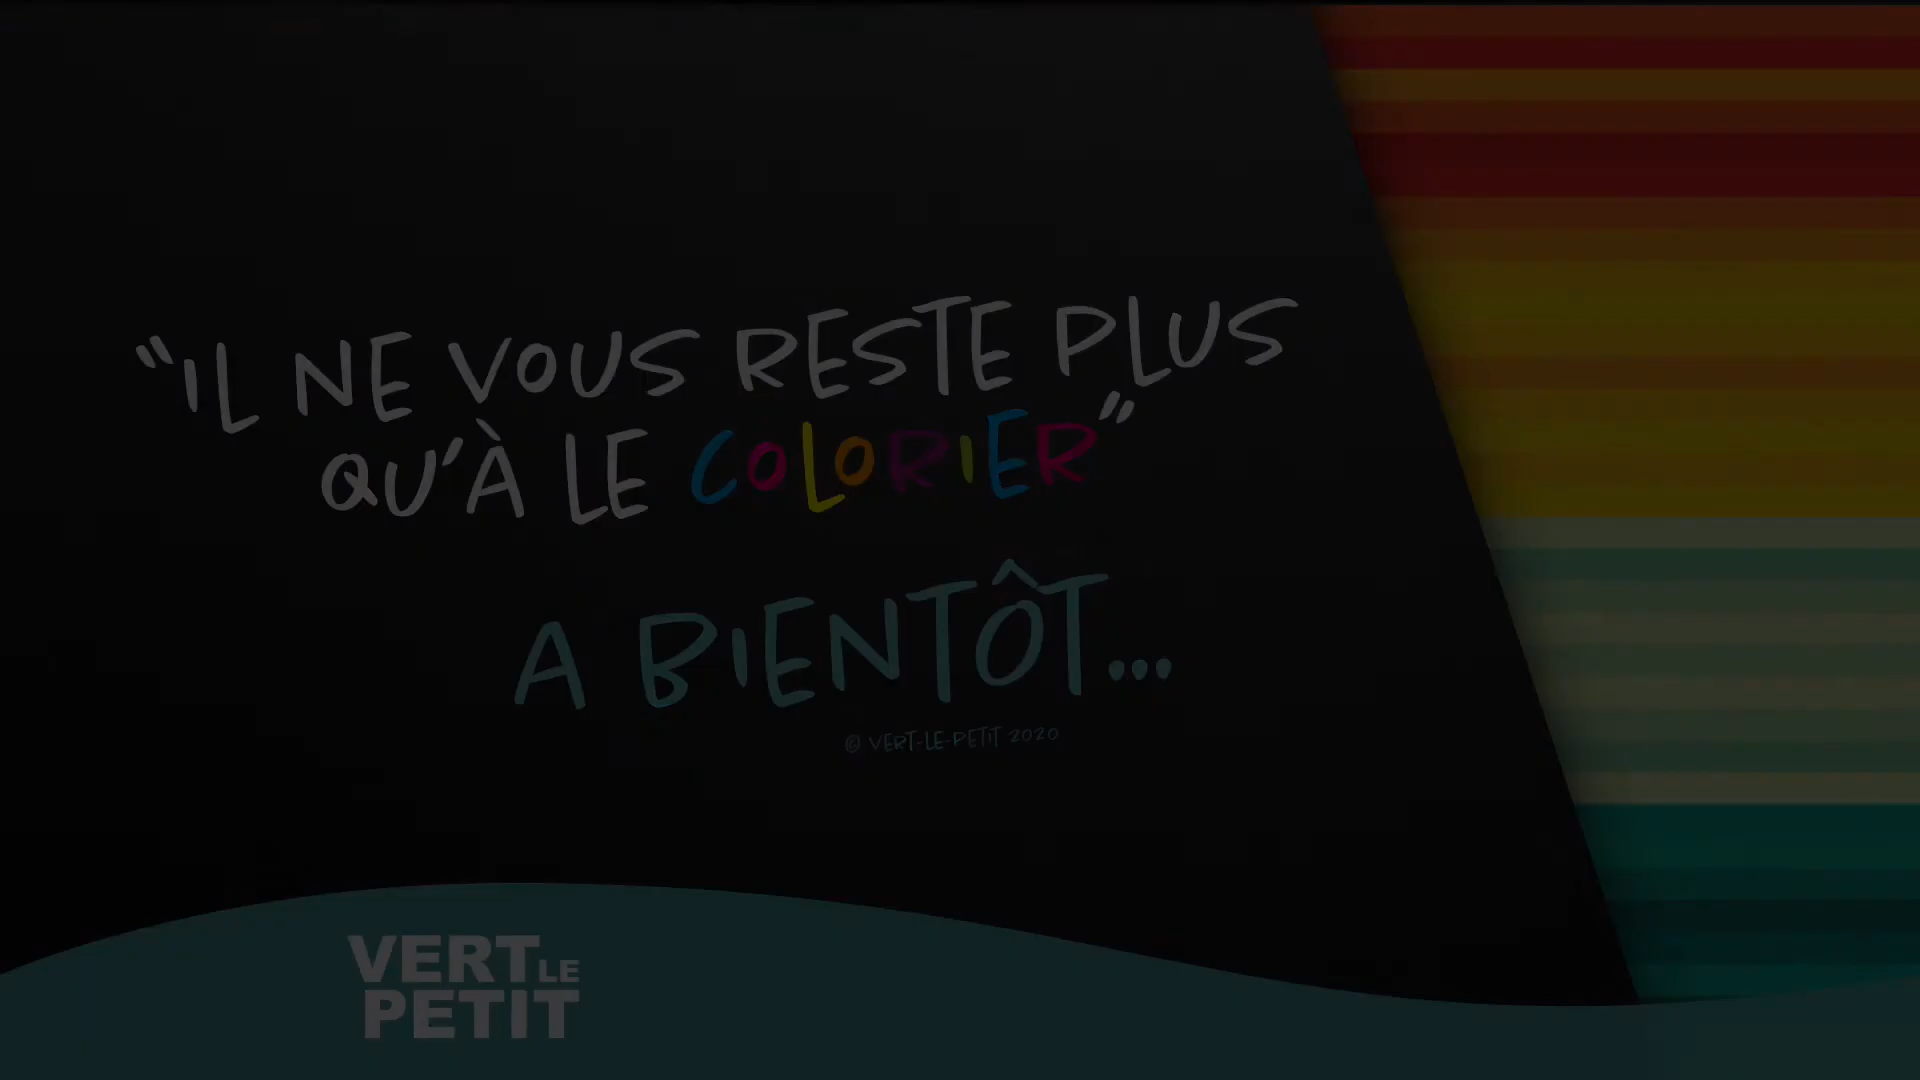 “IL NE VOUS RESTE PLUS
QU’À LE COLORIER”
A BIENTÔT...
© VERT-LE-PETIT 2020
VERT LE
PETIT